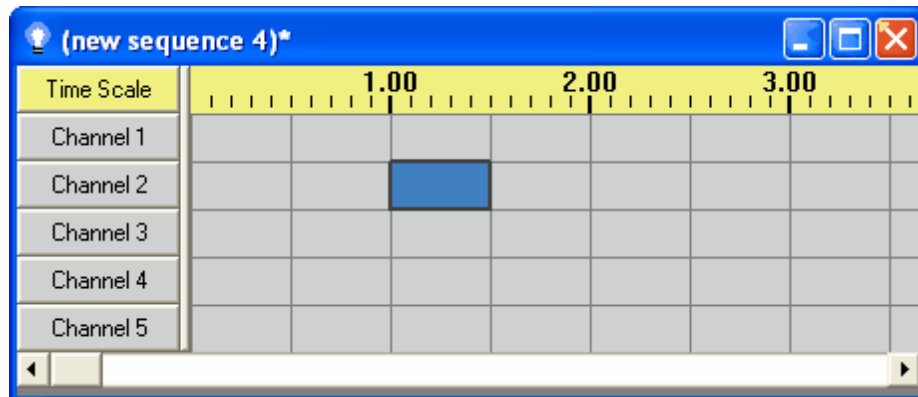 (new sequence 4)*
Time Scale 1.00 2.00 3.00
Channel 1
Channel 2
Channel 3
Channel 4
Channel 5